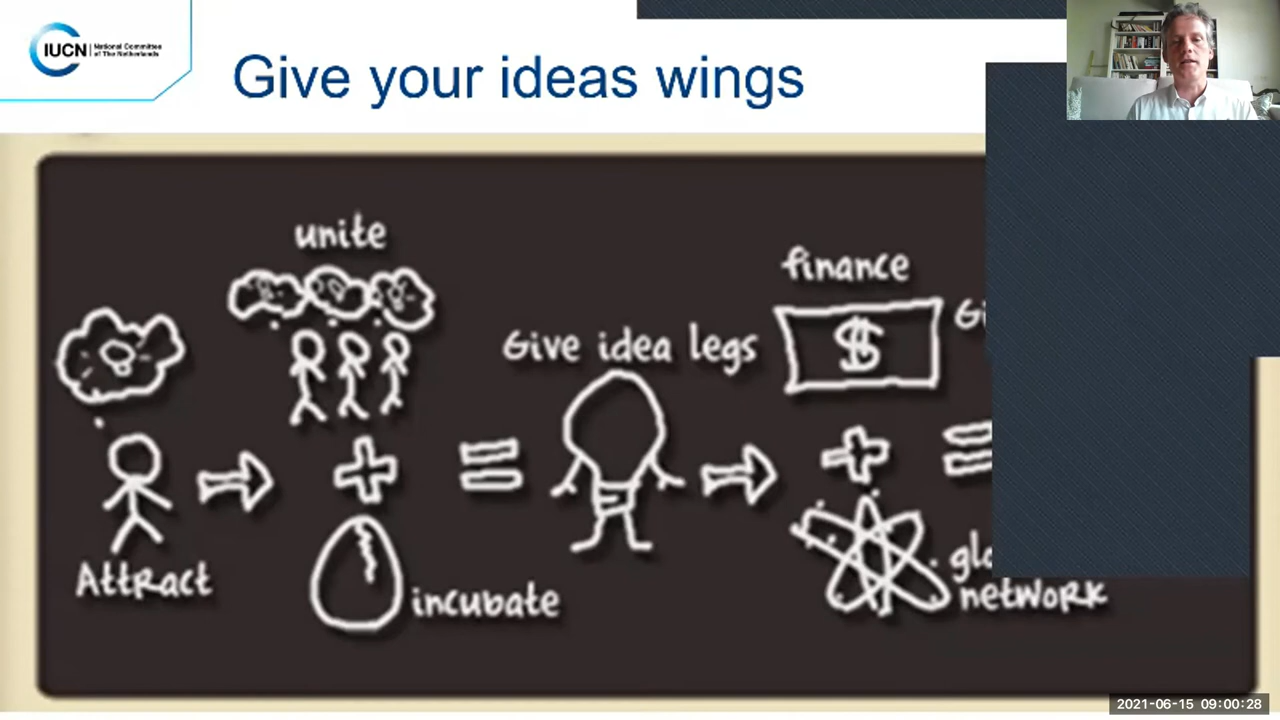 IUCN
National Committee
of The Netherlands
Give your ideas wings
unite
finance
Give idea legs
$
Attract
incubate
network
2021-06-15 09:00:28